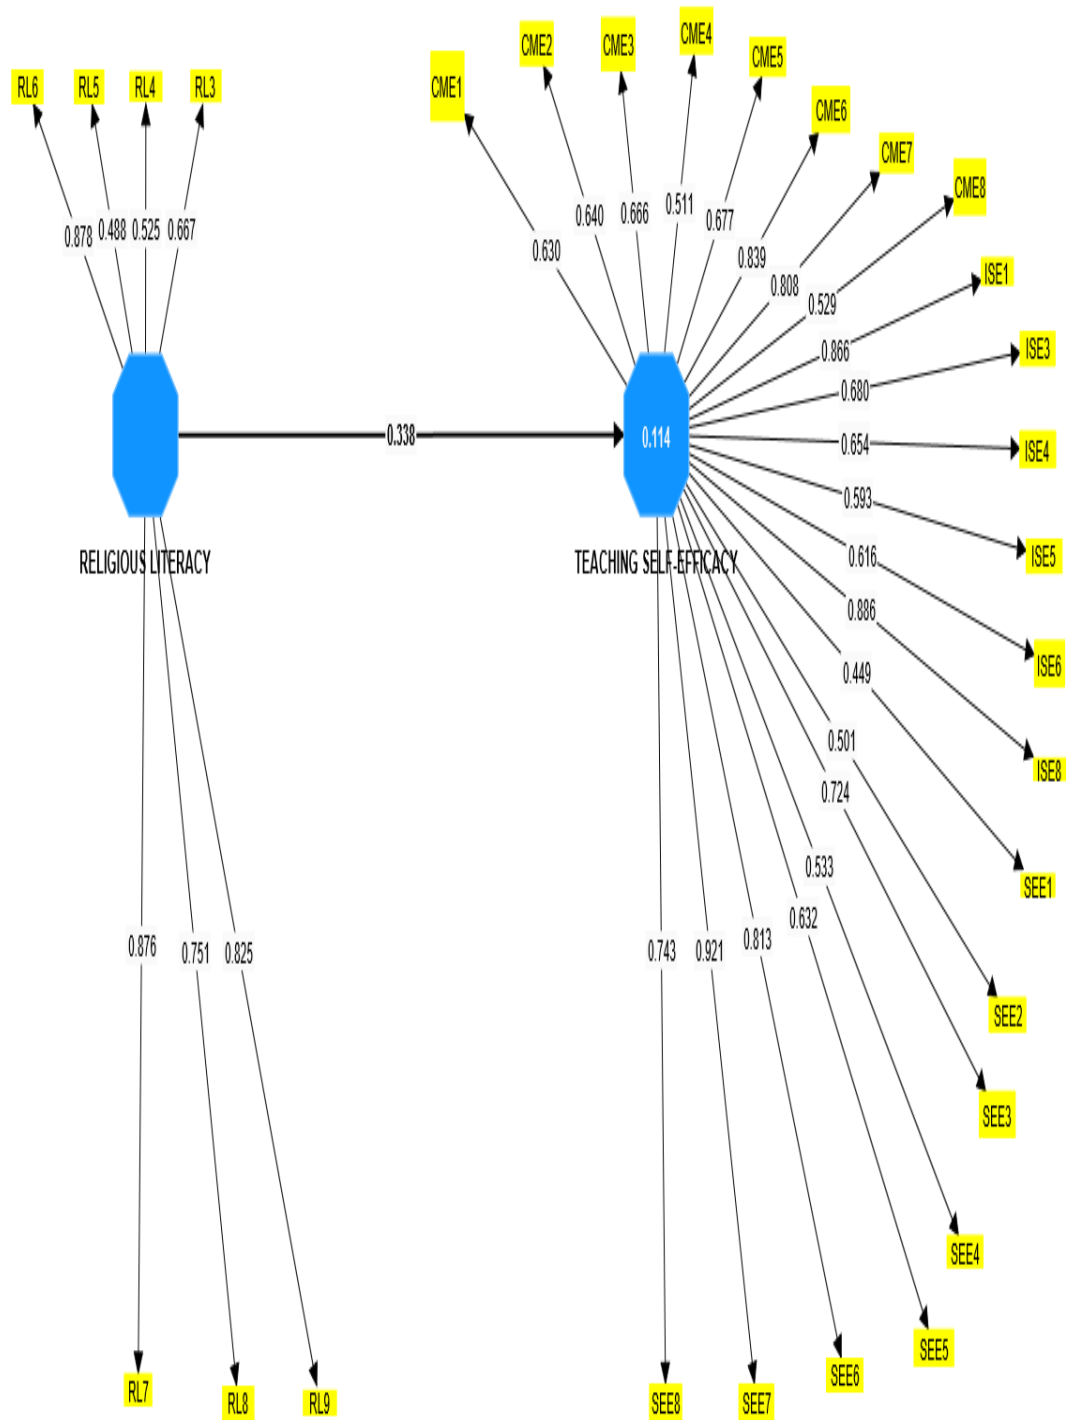 RL6
RL5
RL4
RL3
CME1
CME2
CME3
CME4
CME5
CME6
CME7
CME8
ISE1
ISE3
ISE4
ISE5
ISE6
ISE8
SEE1
SEE2
SEE3
SEE4
SEE5
SEE6
SEE7
SEE8
RL7
RL8
RL9
0.878
0.488
0.525
0.667
0.630
0.640
0.666
0.511
0.677
0.839
0.808
0.529
0.866
0.680
0.654
0.593
0.616
0.886
0.449
0.501
0.724
0.533
0.632
0.813
0.921
0.743
0.876
0.751
0.825
0.338
0.114
RELIGIOUS LITERACY
TEACHING SELF-EFFICACY